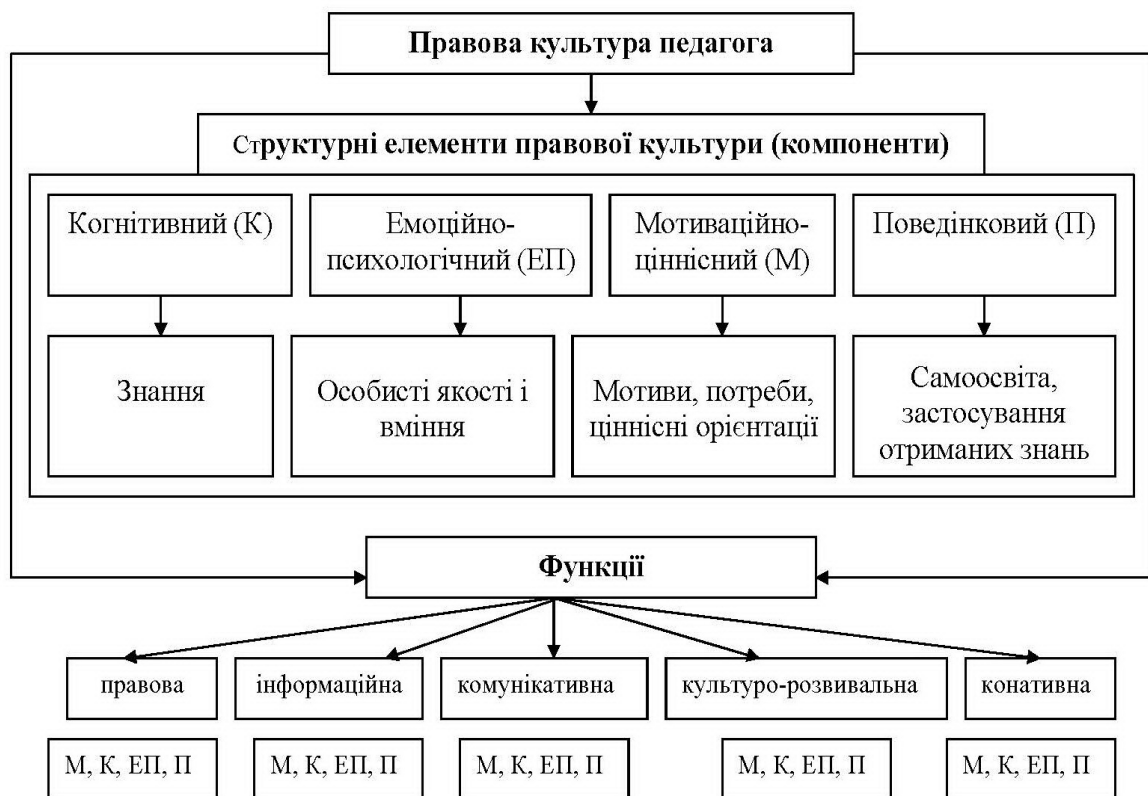 Правова культура педагога
Структурні елементи правової культури (компоненти)
Когнітивний (К)
Емоційно-
психологічний (ЕП)
Мотиваційно-
ціннісний (М)
Поведінковий (П)
Знання
Особисті якості і
вміння
Мотиви, потреби,
ціннісні орієнтації
Самоосвіта,
застосування
отриманих знань
Функції
правова
інформаційна
комунікативна
культуро-розвивальна
конативна
М, К, ЕП, П
М, К, ЕП, П
М, К, ЕП, П
М, К, ЕП, П
М, К, ЕП, П